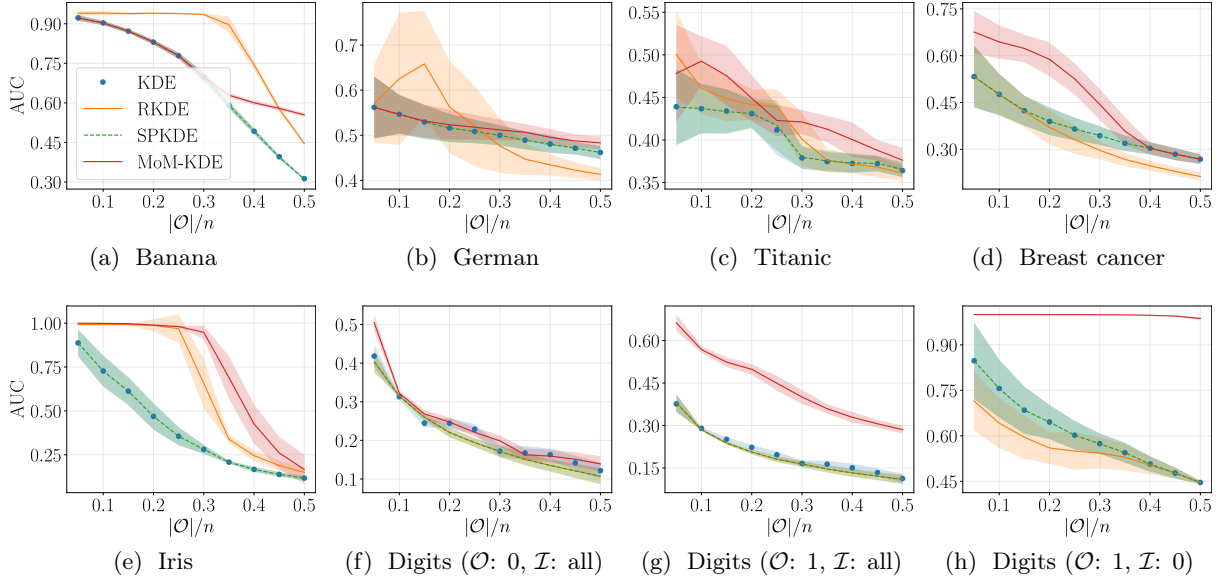 AUC
0.90
0.75
0.60
0.45
0.30
KDE
RKDE
SPKDE
MoM-KDE
0.1 0.2 0.3 0.4 0.5
|𝒪|/n
(a) Banana
0.7
0.6
0.5
0.4
0.1 0.2 0.3 0.4 0.5
|𝒪|/n
(b) German
0.55
0.50
0.45
0.40
0.35
0.1 0.2 0.3 0.4 0.5
|𝒪|/n
(c) Titanic
0.75
0.60
0.45
0.30
0.1 0.2 0.3 0.4 0.5
|𝒪|/n
(d) Breast cancer
AUC
1.00
0.75
0.50
0.25
0.1 0.2 0.3 0.4 0.5
|𝒪|/n
(e) Iris
0.5
0.4
0.3
0.2
0.1
0.1 0.2 0.3 0.4 0.5
|𝒪|/n
(f) Digits (𝒪: 0, ℐ: all)
0.60
0.45
0.30
0.15
0.1 0.2 0.3 0.4 0.5
|𝒪|/n
(g) Digits (𝒪: 1, ℐ: all)
0.90
0.75
0.60
0.45
0.1 0.2 0.3 0.4 0.5
|𝒪|/n
(h) Digits (𝒪: 1, ℐ: 0)